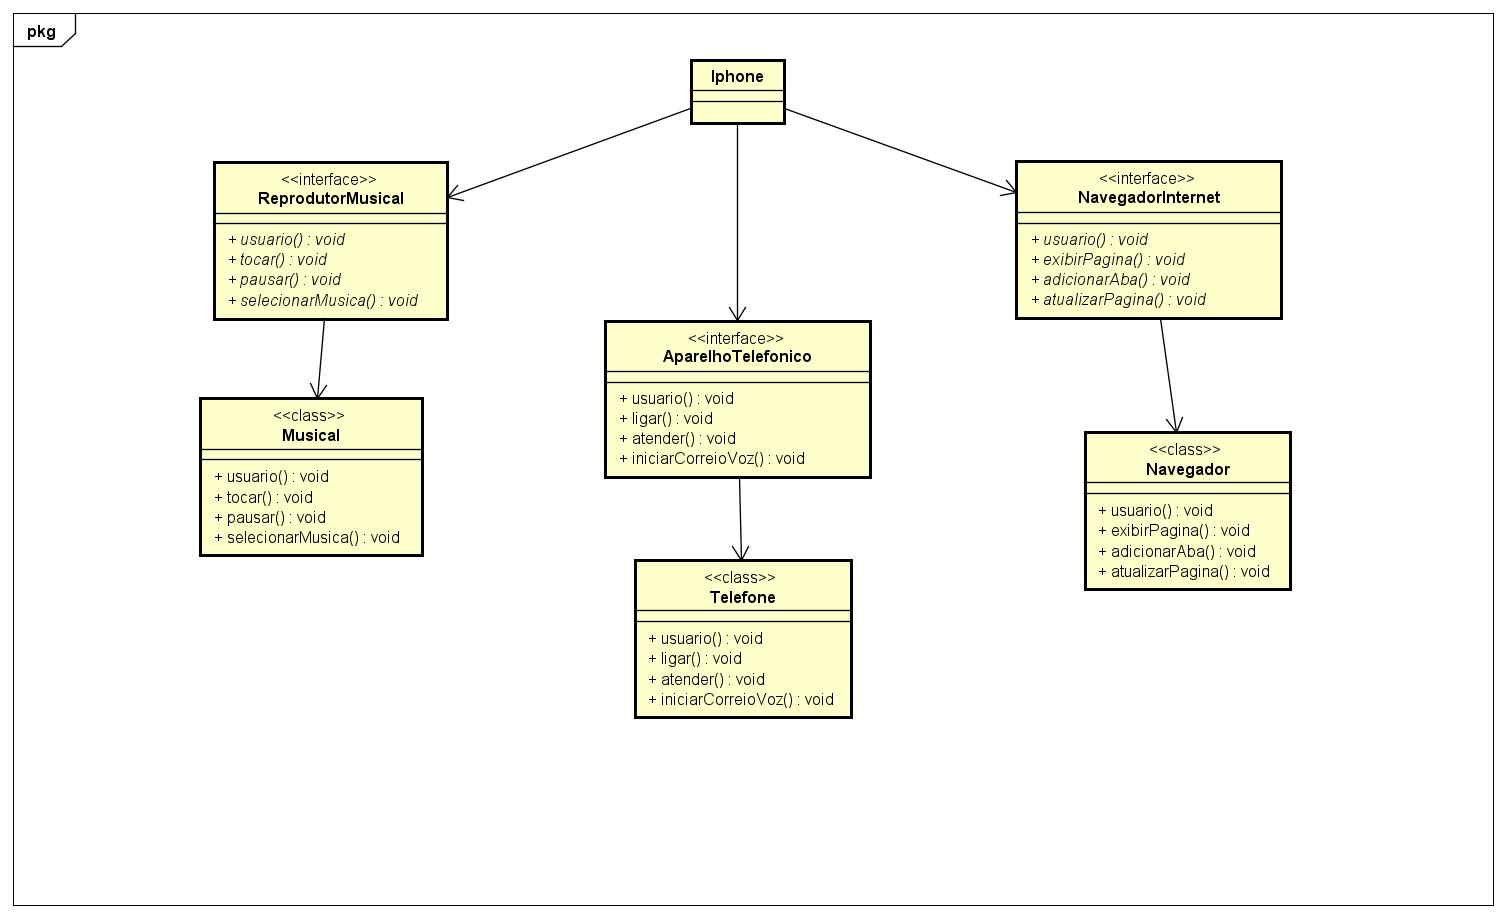 pkg
Iphone
<<interface>>
ReprodutorMusical
+ usuario() : void
+ tocar() : void
+ pausar() : void
+ selecionarMusica() : void
<<interface>>
NavegadorInternet
+ usuario() : void
+ exibirPagina() : void
+ adicionarAba() : void
+ atualizarPagina() : void
<<interface>>
AparelhoTelefonico
+ usuario() : void
+ ligar() : void
+ atender() : void
+ iniciarCorreioVoz() : void
<<class>>
Musical
+ usuario() : void
+ tocar() : void
+ pausar() : void
+ selecionarMusica() : void
<<class>>
Navegador
+ usuario() : void
+ exibirPagina() : void
+ adicionarAba() : void
+ atualizarPagina() : void
<<class>>
Telefone
+ usuario() : void
+ ligar() : void
+ atender() : void
+ iniciarCorreioVoz() : void